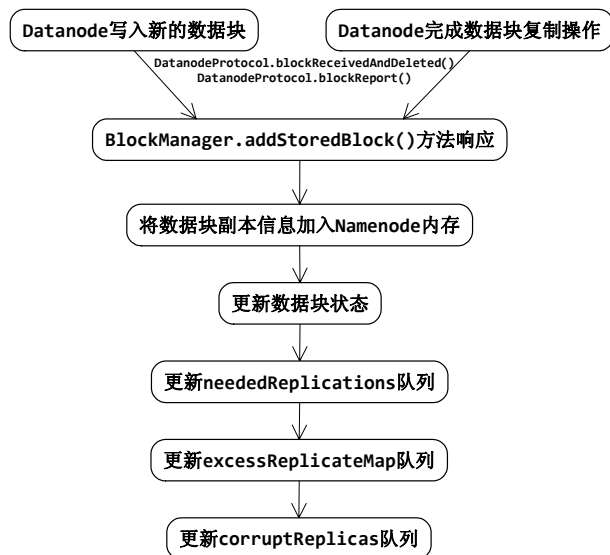 Datanode写入新的数据块
Datanode完成数据块复制操作
DatanodeProtocol.blockReceivedAndDeleted()
DatanodeProtocol.blockReport()
BlockManager.addStoredBlock()方法响应
将数据块副本信息加入Namenode内存
更新数据块状态
更新neededReplications队列
更新excessReplicateMap队列
更新corruptReplicas队列